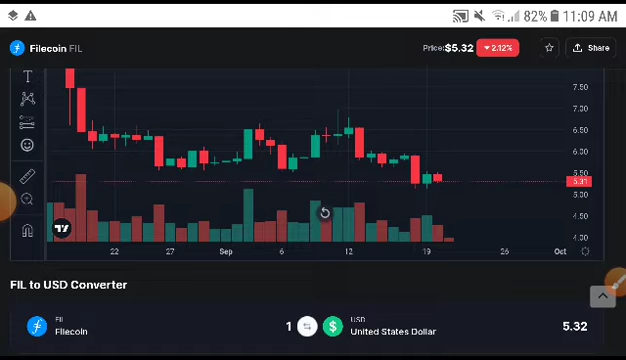 82% 11:09 AM
Filecoin FIL
Price:$5.32 ▾2.12%
Share
T
7.50
7.00
6.50
6.00
5.50
5.31
5.00
4.50
4.00
22 27 Sep 6 12 19 26 Oct
FIL to USD Converter
FIL
Filecoin
1
USD
United States Dollar
5.32